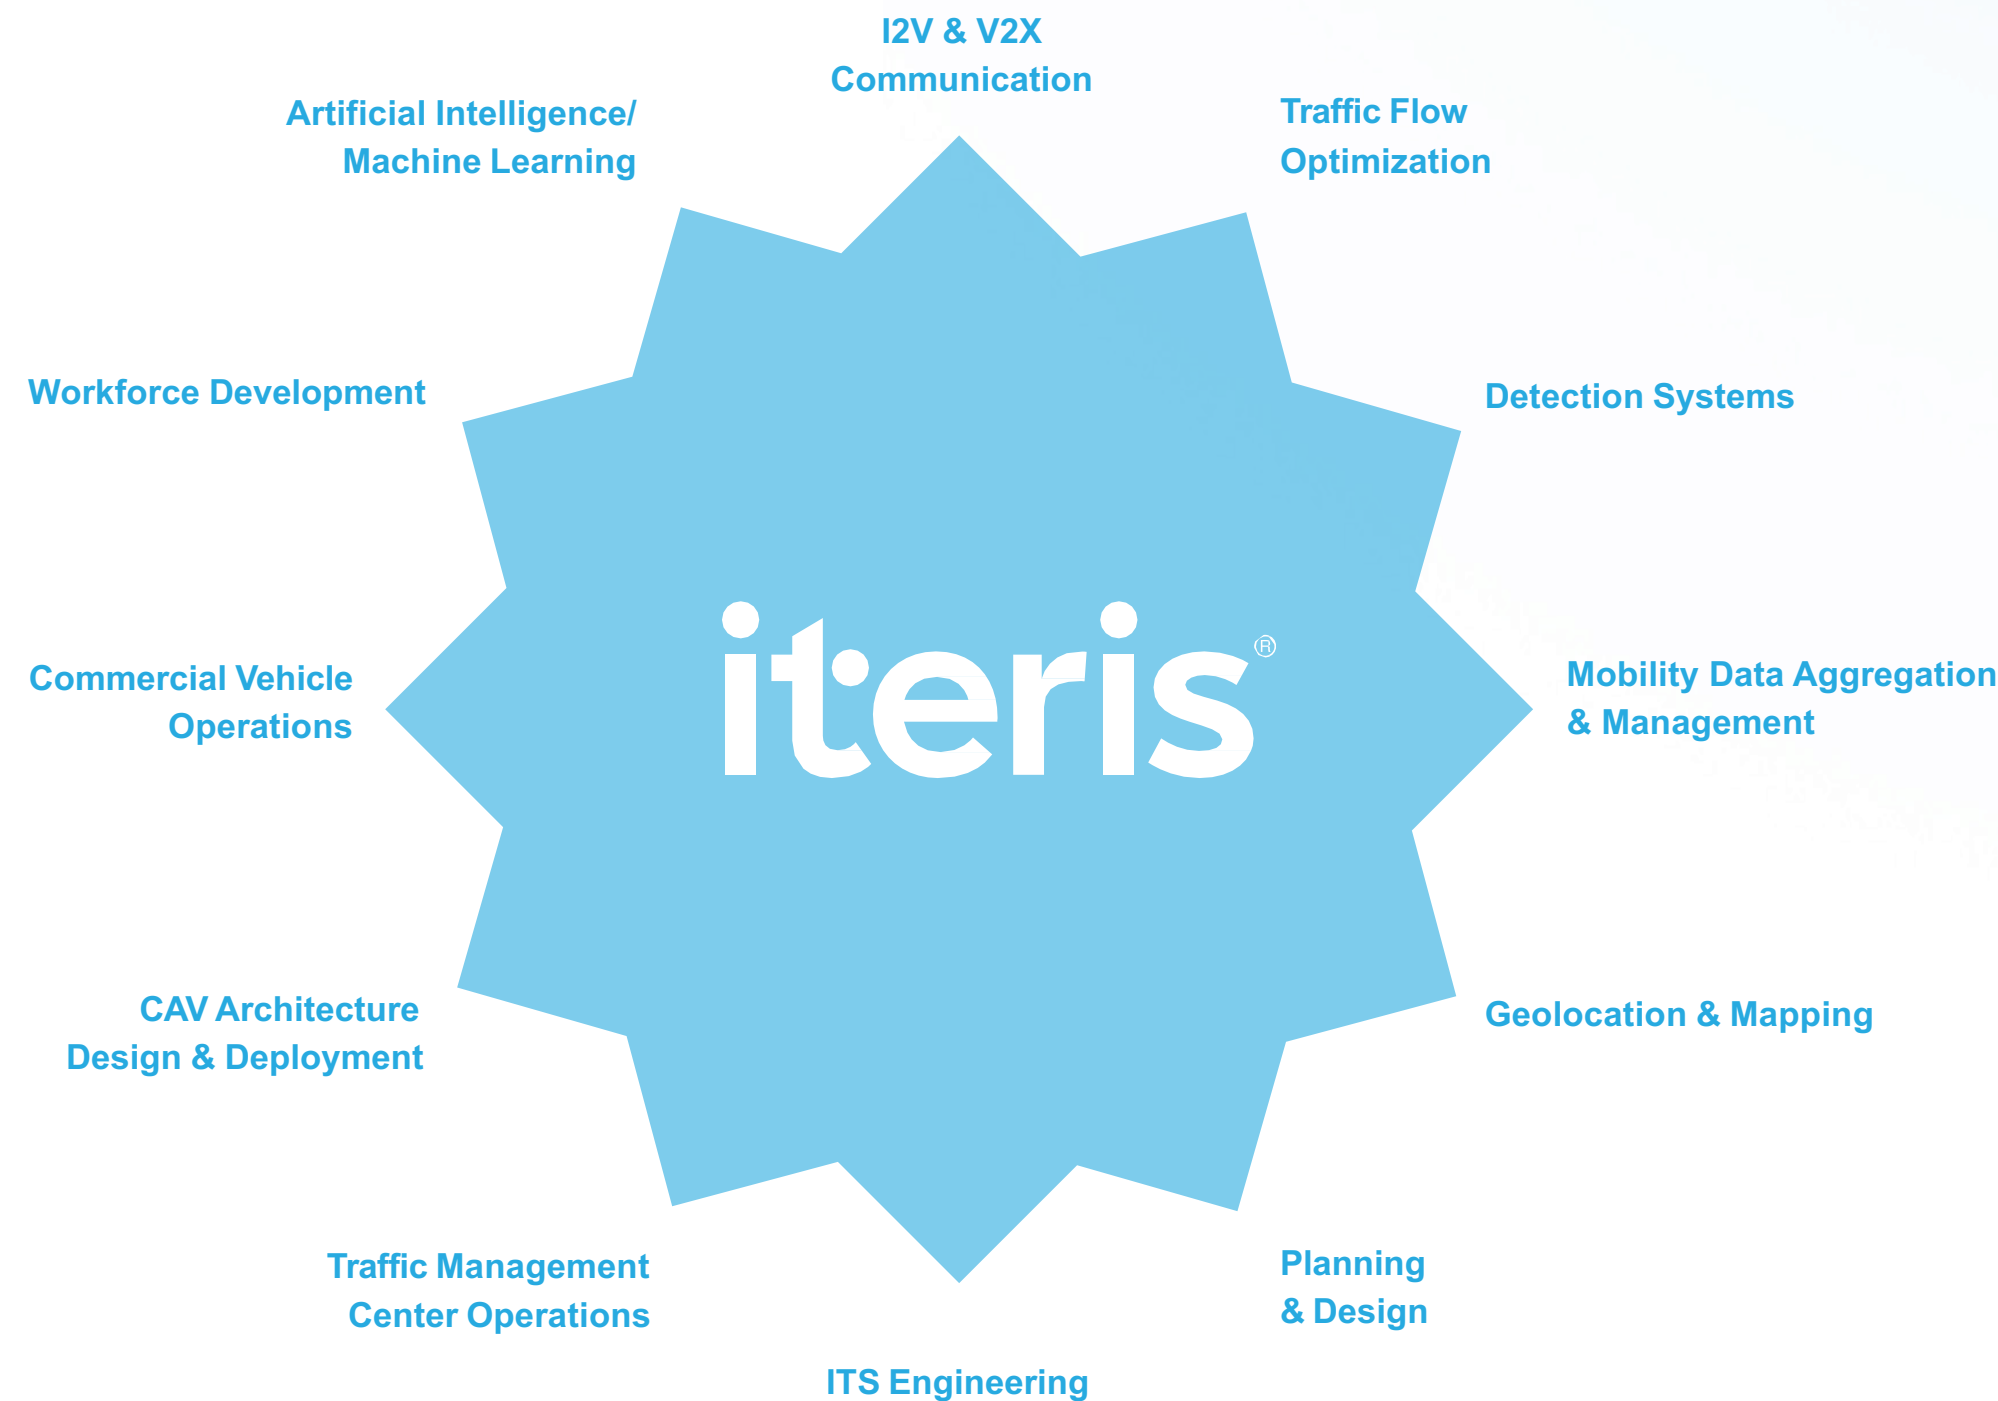 I2V & V2X
Communication
Traffic Flow
Optimization
Detection Systems
Mobility Data Aggregation
& Management
Geolocation & Mapping
Planning
& Design
ITS Engineering
Traffic Management
Center Operations
CAV Architecture
Design & Deployment
Commercial Vehicle
Operations
Workforce Development
Artificial Intelligence/
Machine Learning
iteris®